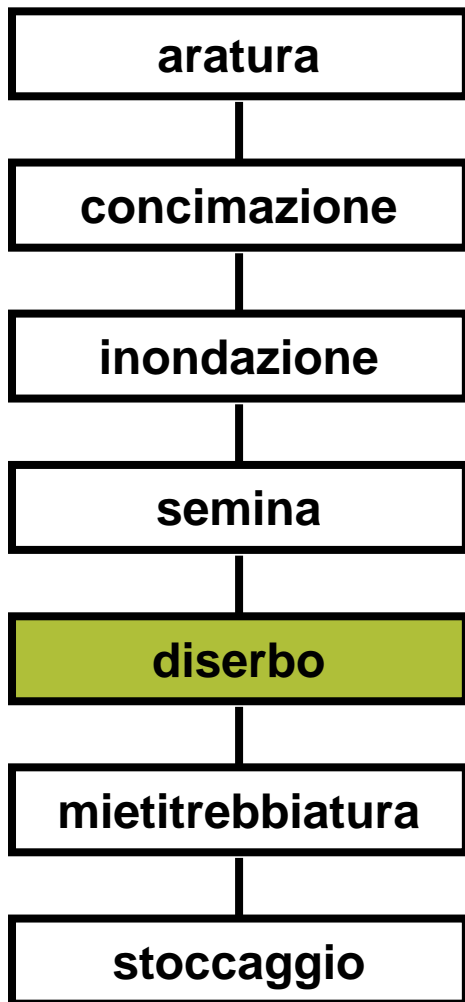 aratura
concimazione
inondazione
semina
diserbo
mietitrebbiatura
stoccaggio